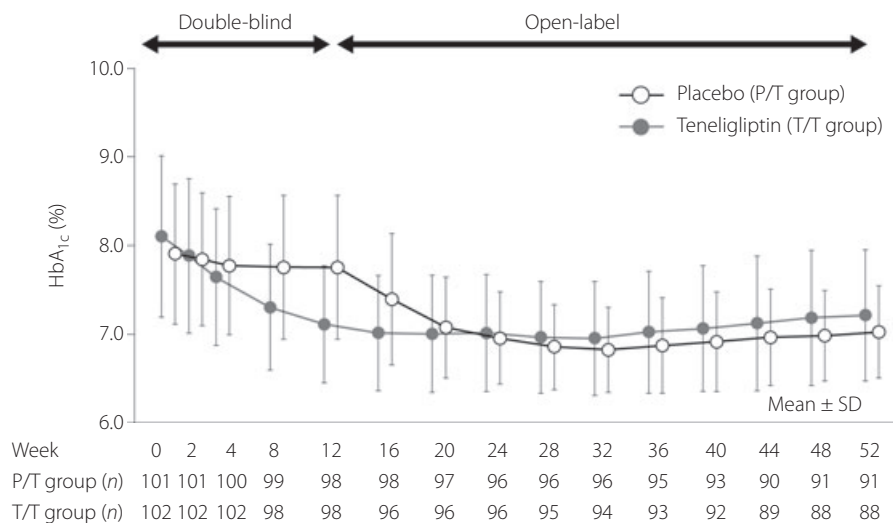 Double-blind Open-label
10.0
Placebo (P/T group)
Teneligliptin (T/T group)
9.0
HbA1c (%)
8.0
7.0
Mean ± SD
6.0
Week 0 2 4 8 12 16 20 24 28 32 36 40 44 48 52
P/T group (n) 101 101 100 99 98 98 97 96 96 96 95 93 90 91 91
T/T group (n) 102 102 102 98 98 96 96 96 95 94 93 92 89 88 88